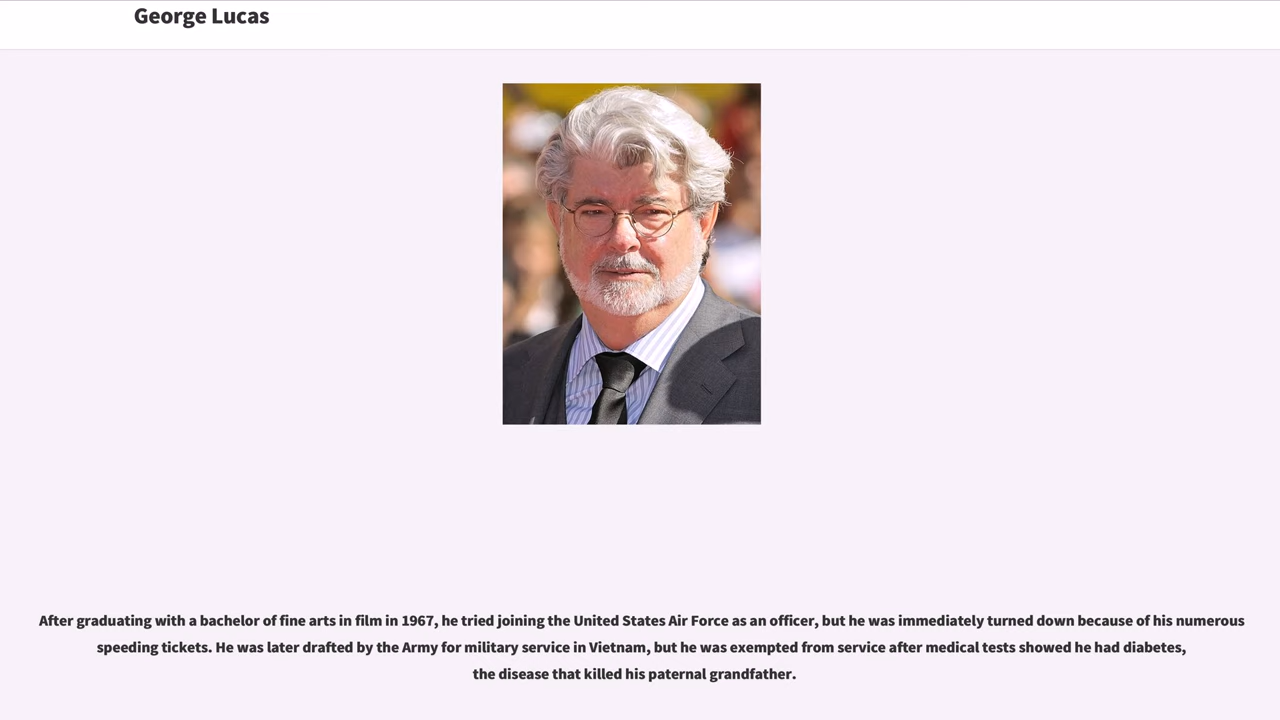 George Lucas
After graduating with a bachelor of fine arts in film in 1967, he tried joining the United States Air Force as an officer, but he was immediately turned down because of his numerous
speeding tickets. He was later drafted by the Army for military service in Vietnam, but he was exempted from service after medical tests showed he had diabetes,
the disease that killed his paternal grandfather.